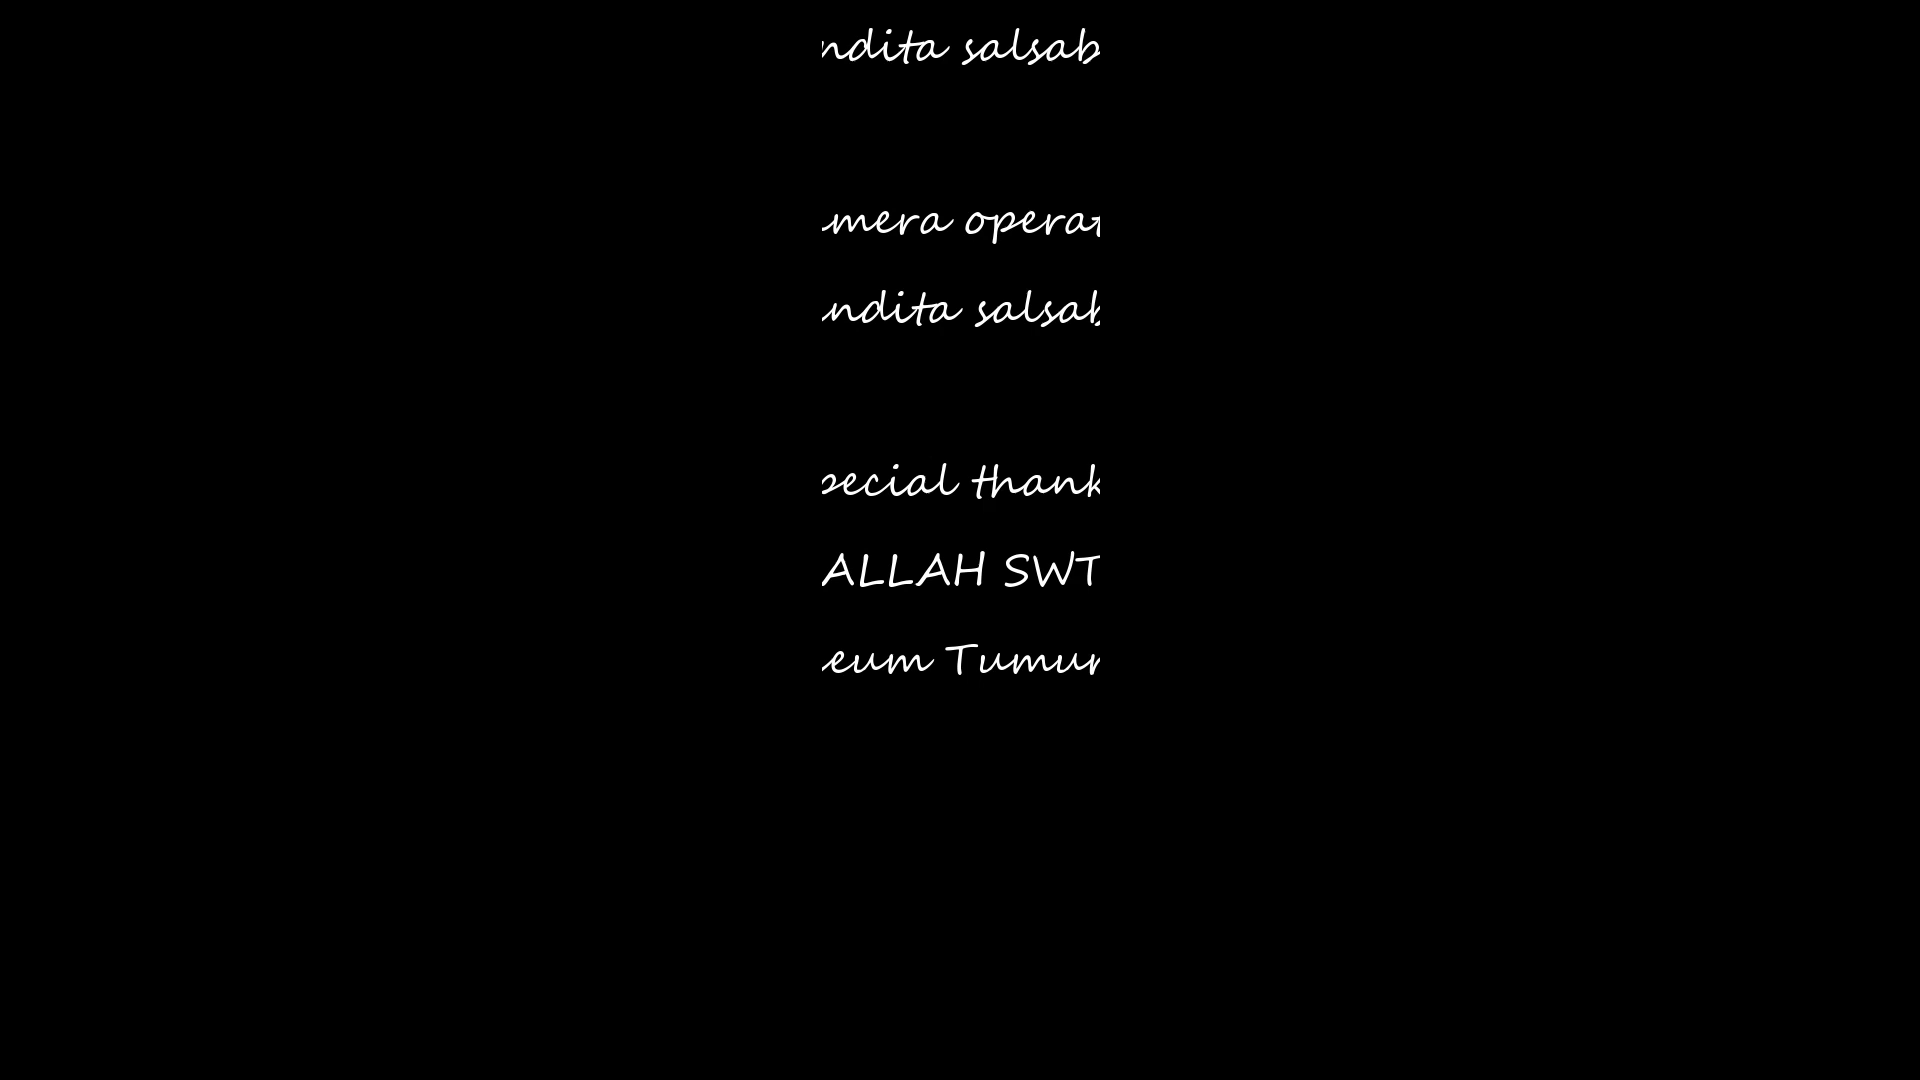 ndita salsab
mera operat
ndita salsab
pecial thank
ALLAH SWT
eum Tumur